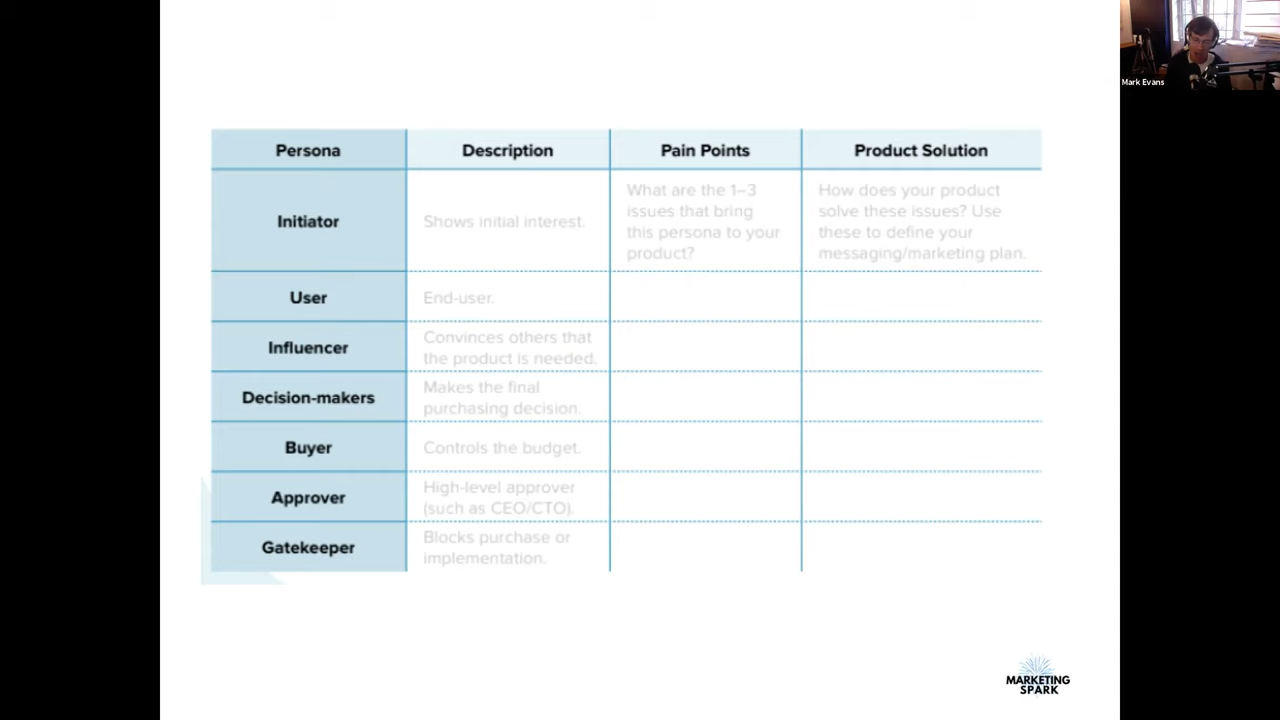 Mark Evans
Persona
Description
Pain Points
Product Solution
Initiator
Shows initial interest.
What are the 1–3
issues that bring
this persona to your
product?
How does your product
solve these issues? Use
these to define your
messaging/marketing plan.
User
End-user.
Influencer
Convinces others that
the product is needed.
Decision-makers
Makes the final
purchasing decision.
Buyer
Controls the budget.
Approver
High-level approver
(such as CEO/CTO).
Gatekeeper
Blocks purchase or
implementation.
MARKETING
SPARK